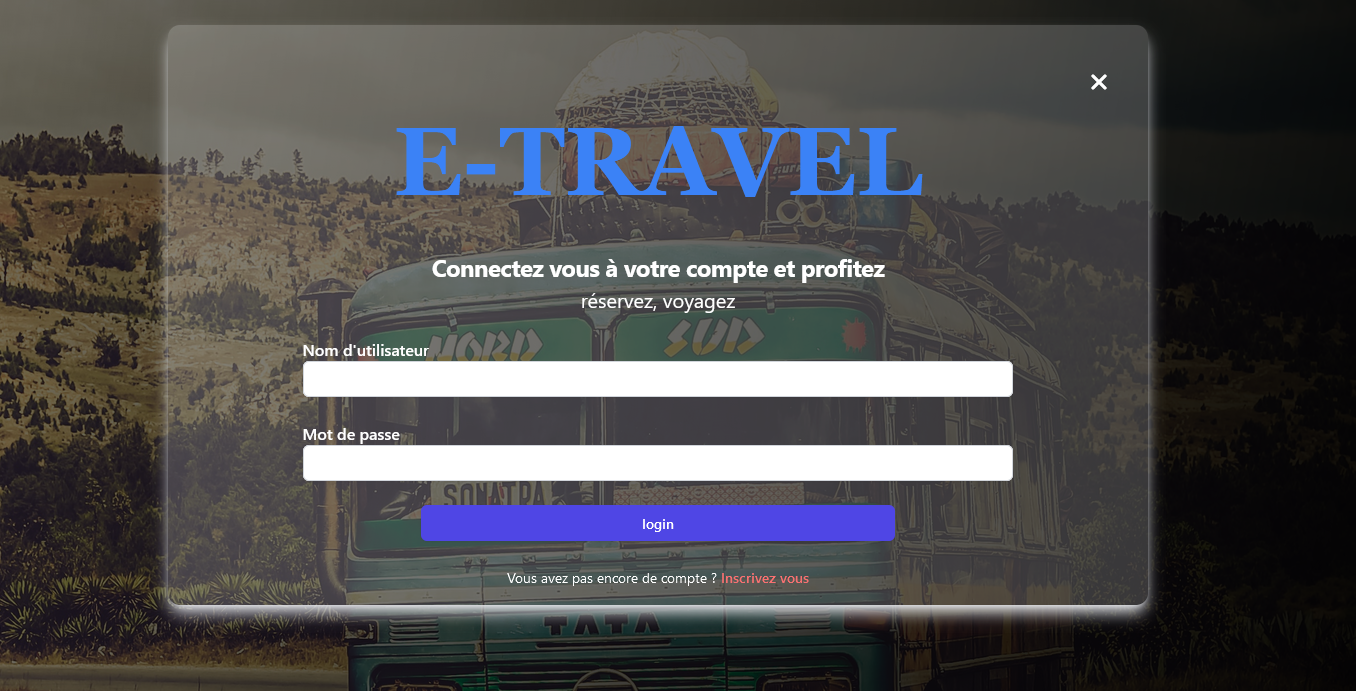 E-TRAVEL
Connectez vous à votre compte et profitez
réservez, voyagez
NORD
SUD
Nom d'utilisateur
Mot de passe
SONATRA
login
Vous avez pas encore de compte ? Inscrivez vous
TATA